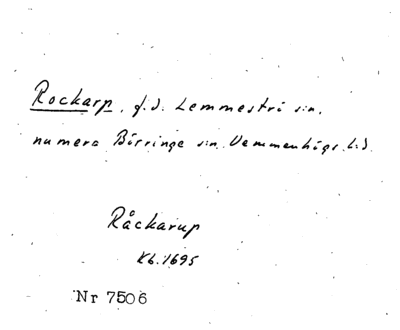 Rockarp, f.d. Lemmeströ sn,
numera Börringe sn. Vemmenhögs h:d.
Råckarup
Kb. 1695
Nr 7506